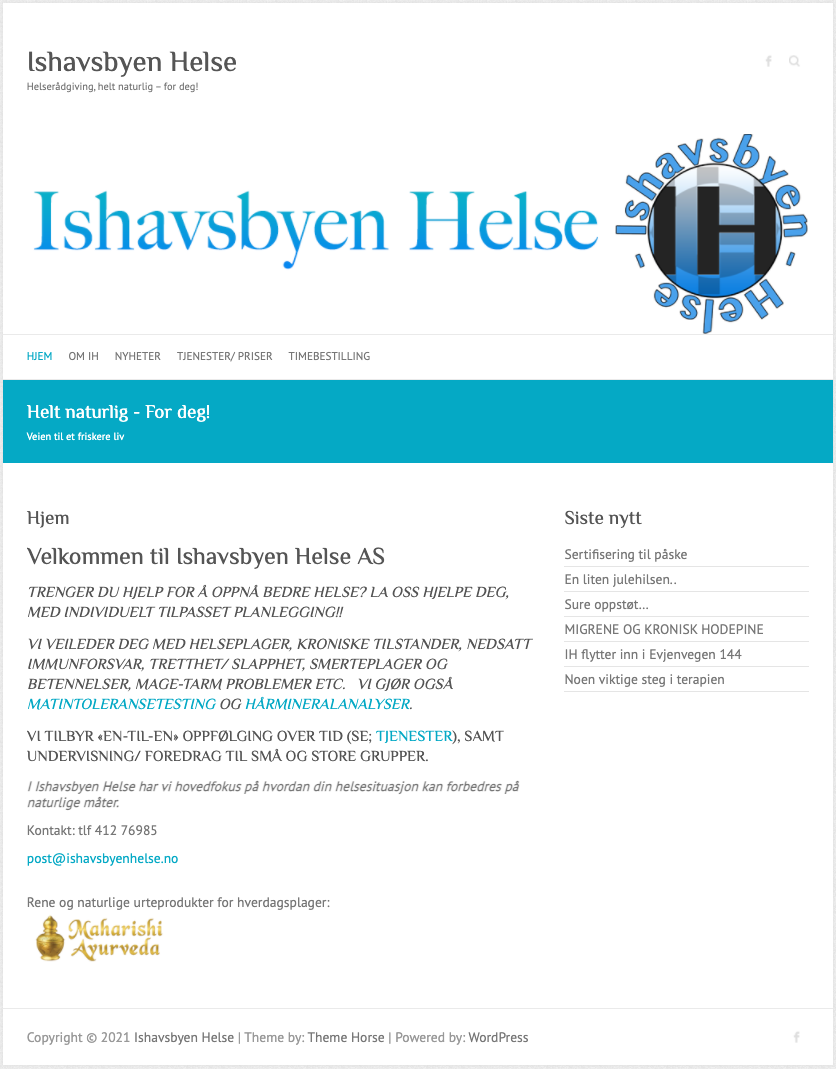 Ishavsbyen Helse
Helserådgiving, helt naturlig – for deg!
Ishavsbyen Helse
Ishavsbyen - Helse -
IH
HJEM OM IH NYHETER TJENESTER/ PRISER TIMEBESTILLING
Helt naturlig - For deg!
Veien til et friskere liv
Hjem
Velkommen til Ishavsbyen Helse AS
TRENGER DU HJELP FOR Å OPPNÅ BEDRE HELSE? LA OSS HJELPE DEG,
MED INDIVIDUELT TILPASSET PLANLEGGING!!
VI VEILEDER DEG MED HELSEPLAGER, KRONISKE TILSTANDER, NEDSATT
IMMUNFORSVAR, TRETTHET/ SLAPPHET, SMERTEPLAGER OG
BETENNELSER, MAGE-TARM PROBLEMER ETC.   VI GJØR OGSÅ
MATINTOLERANSETESTING OG HÅRMINERALANALYSER.
VI TILBYR «EN-TIL-EN» OPPFØLGING OVER TID (SE; TJENESTER), SAMT
UNDERVISNING/ FOREDRAG TIL SMÅ OG STORE GRUPPER.
I Ishavsbyen Helse har vi hovedfokus på hvordan din helsesituasjon kan forbedres på
naturlige måter.
Kontakt: tlf 412 76985
post@ishavsbyenhelse.no
Rene og naturlige urteprodukter for hverdagsplager:
Maharishi
Ayurveda
Siste nytt
Sertifisering til påske
En liten julehilsen..
Sure oppstøt…
MIGRENE OG KRONISK HODEPINE
IH flytter inn i Evjenvegen 144
Noen viktige steg i terapien
Copyright © 2021 Ishavsbyen Helse | Theme by: Theme Horse | Powered by: WordPress